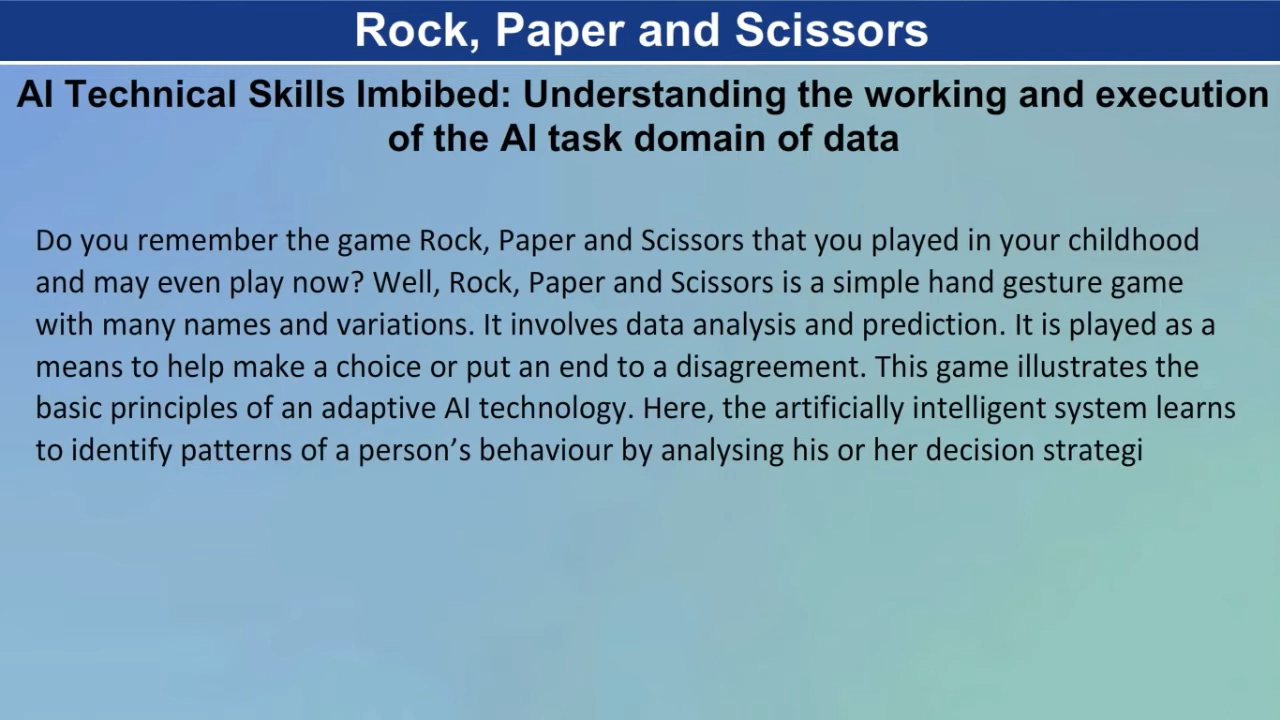 Rock, Paper and Scissors
AI Technical Skills Imbibed: Understanding the working and execution
of the AI task domain of data
Do you remember the game Rock, Paper and Scissors that you played in your childhood
and may even play now? Well, Rock, Paper and Scissors is a simple hand gesture game
with many names and variations. It involves data analysis and prediction. It is played as a
means to help make a choice or put an end to a disagreement. This game illustrates the
basic principles of an adaptive AI technology. Here, the artificially intelligent system learns
to identify patterns of a person’s behaviour by analysing his or her decision strategi